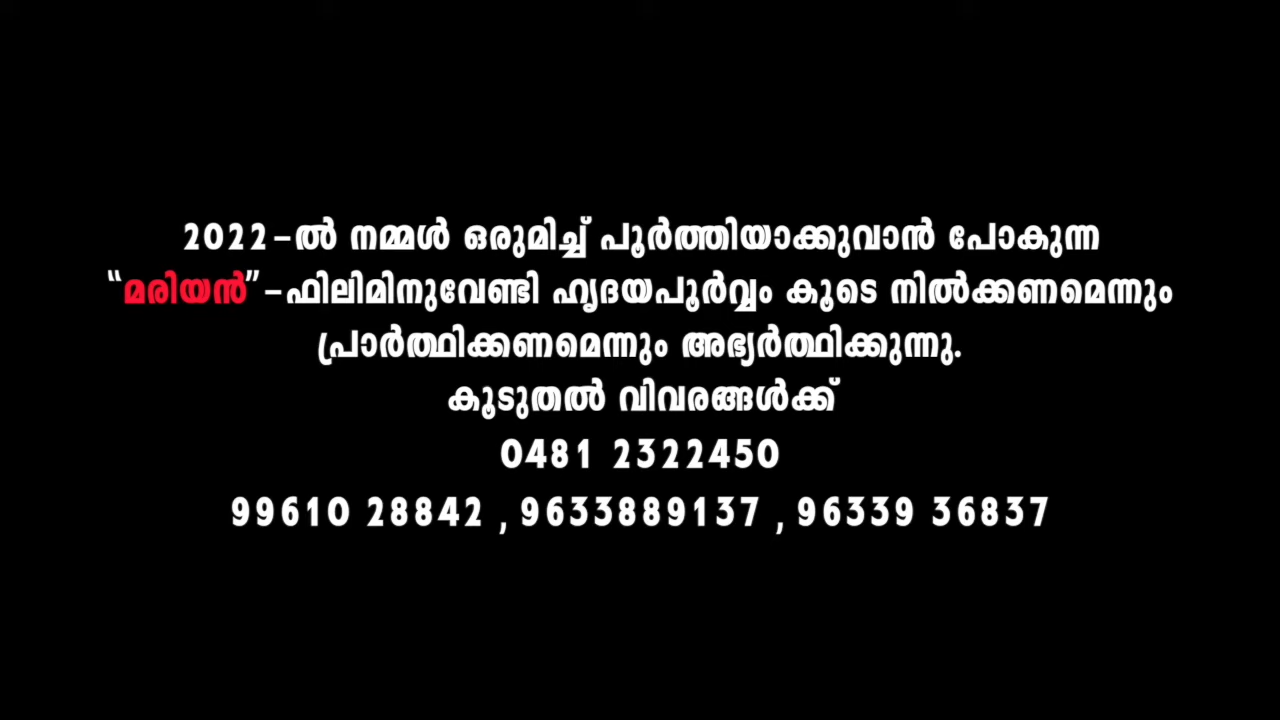 2022-ൽ നമ്മൾ ഒരുമിച്ച് പൂർത്തിയാക്കുവാൻ പോകുന്ന
“മരിയൻ”-ഫിലിമിനുവേണ്ടി ഹൃദയപൂർവ്വം കൂടെ നിൽക്കണമെന്നും
പ്രാർത്ഥിക്കണമെന്നും അഭ്യർത്ഥിക്കുന്നു.
കൂടുതൽ വിവരങ്ങൾക്ക്
0481 2322450
99610 28842 , 9633889137 , 96339 36837